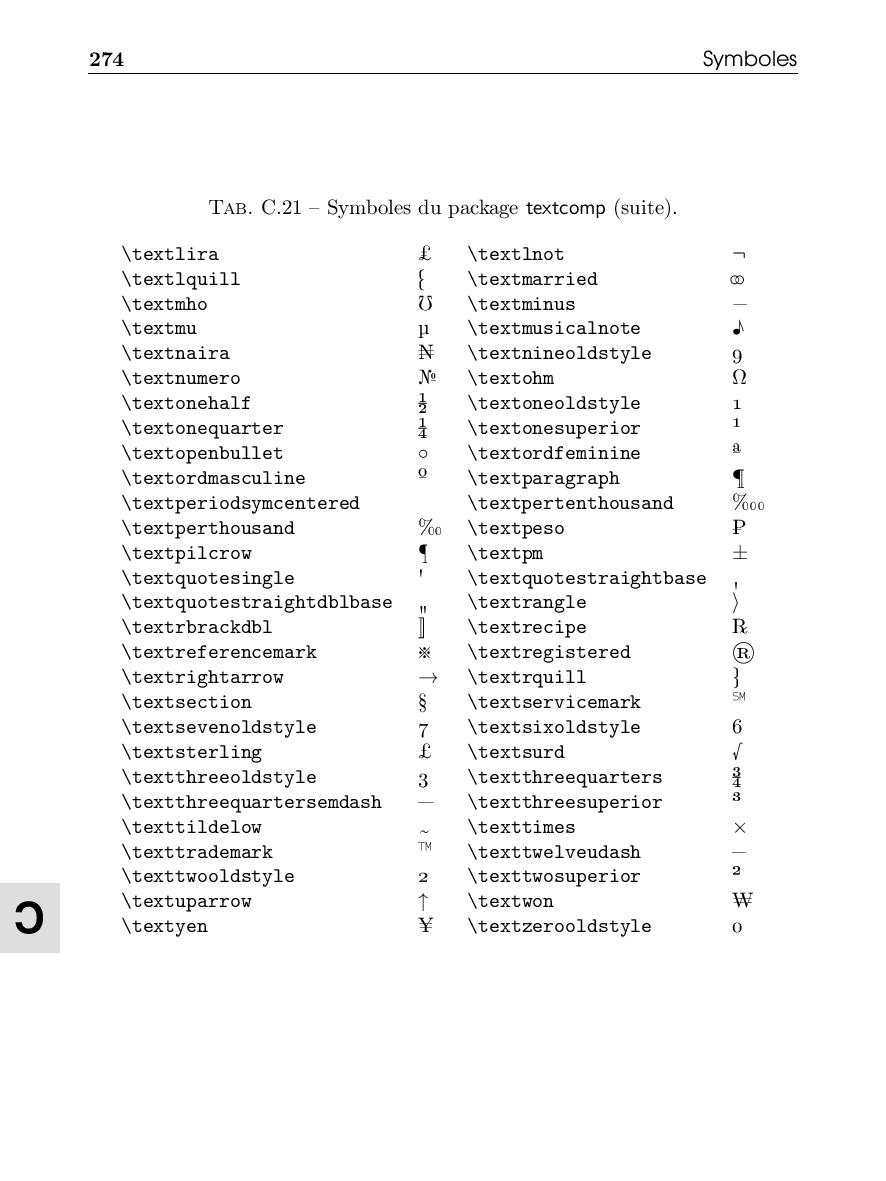 274 Symboles
TAB. C.21 – Symboles du package textcomp (suite).
\textlira £ \textlnot ¬
\textlquill ⁅ \textmarried ⚭
\textmho ℧ \textminus −
\textmu µ \textmusicalnote ♪
\textnaira ₦ \textnineoldstyle 9
\textnumero № \textohm Ω
\textonehalf ½ \textoneoldstyle 1
\textonequarter ¼ \textonesuperior ¹
\textopenbullet ◦ \textordfeminine ª
\textordmasculine º \textparagraph ¶
\textperiodsymcentered \textpertenthousand ‱
\textperthousand ‰ \textpeso ₱
\textpilcrow ¶ \textpm ±
\textquotesingle ' \textquotestraightbase ,
\textquotestraightdblbase " \textrangle 〉
\textrbrackdbl ⟧ \textrecipe ℞
\textreferencemark ※ \textregistered ®
\textrightarrow → \textrquill ⁆
\textsection § \textservicemark ℠
\textsevenoldstyle 7 \textsixoldstyle 6
\textsterling £ \textsurd √
\textthreeoldstyle 3 \textthreequarters ¾
\textthreequartersemdash — \textthreesuperior ³
\texttildelow ~ \texttimes ×
\texttrademark ™ \texttwelveudash –
\texttwooldstyle 2 \texttwosuperior ²
\textuparrow ↑ \textwon ₩
\textyen ¥ \textzerooldstyle 0
C